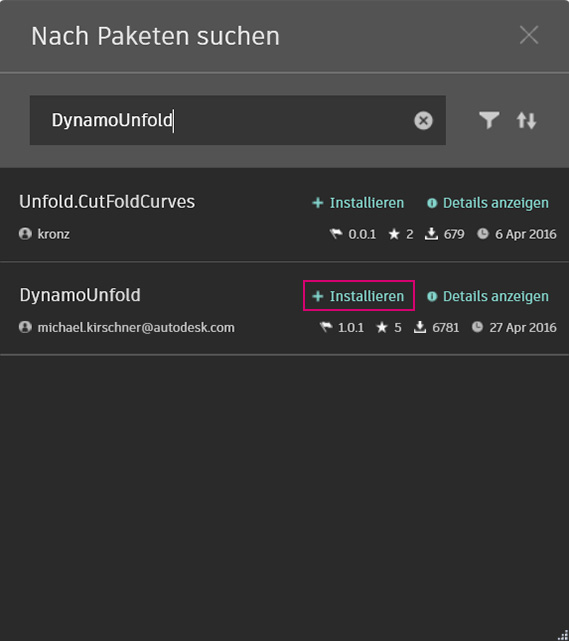 Nach Paketen suchen
DynamoUnfold
Unfold.CutFoldCurves
Installieren
Details anzeigen
kronz
0.0.1
2
679
6 Apr 2016
DynamoUnfold
Installieren
Details anzeigen
michael.kirschner@autodesk.com
1.0.1
5
6781
27 Apr 2016